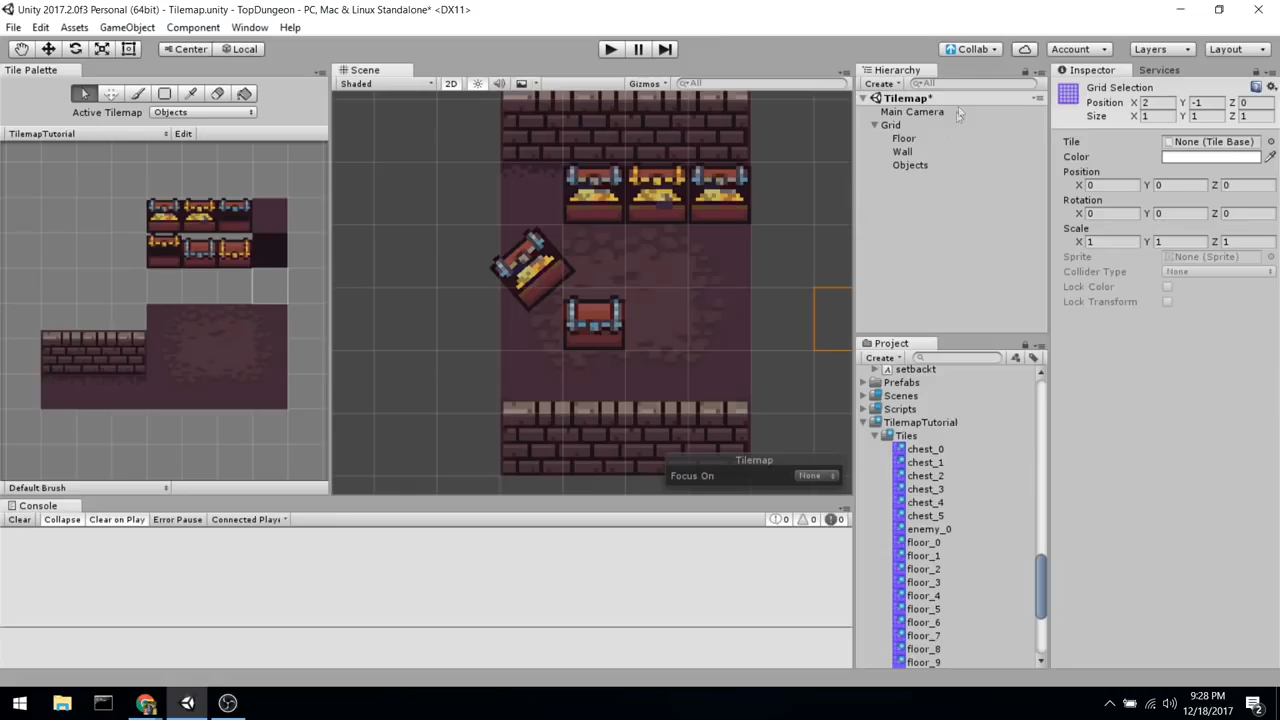 Unity 2017.2.0f3 Personal (64bit) - Tilemap.unity - TopDungeon - PC, Mac & Linux Standalone* <DX11>
File Edit Assets GameObject Component Window Help
Center Local
Collab Account Layers Layout
Tile Palette
Active Tilemap Objects
TilemapTutorial Edit
Default Brush
Scene
Shaded 2D Gizmos All
Tilemap
Focus On None
Console
Clear Collapse Clear on Play Error Pause Connected Playe
0 0 0
Hierarchy
Create All
Tilemap*
Main Camera
Grid
Floor
Wall
Objects
Project
Create
setbackt
Prefabs
Scenes
Scripts
TilemapTutorial
Tiles
chest_0
chest_1
chest_2
chest_3
chest_4
chest_5
enemy_0
floor_0
floor_1
floor_2
floor_3
floor_4
floor_5
floor_6
floor_7
floor_8
floor_9
Inspector Services
Grid Selection
Position X 2 Y -1 Z 0
Size X 1 Y 1 Z 1
Tile None (Tile Base)
Color
Position
X 0 Y 0 Z 0
Rotation
X 0 Y 0 Z 0
Scale
X 1 Y 1 Z 1
Sprite None (Sprite)
Collider Type None
Lock Color
Lock Transform
9:28 PM
12/18/2017
2